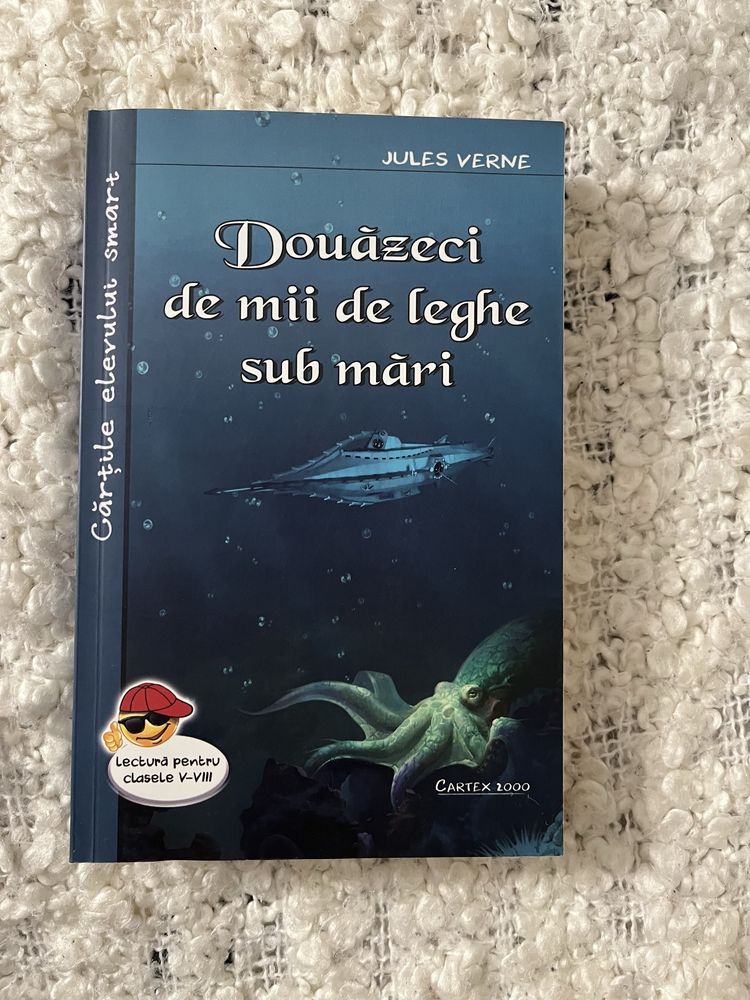 JULES VERNE
Douăzeci
de mii de leghe
sub mări
Cărțile elevului smart
Lectură pentru
clasele V-VIII
CARTEX 2000